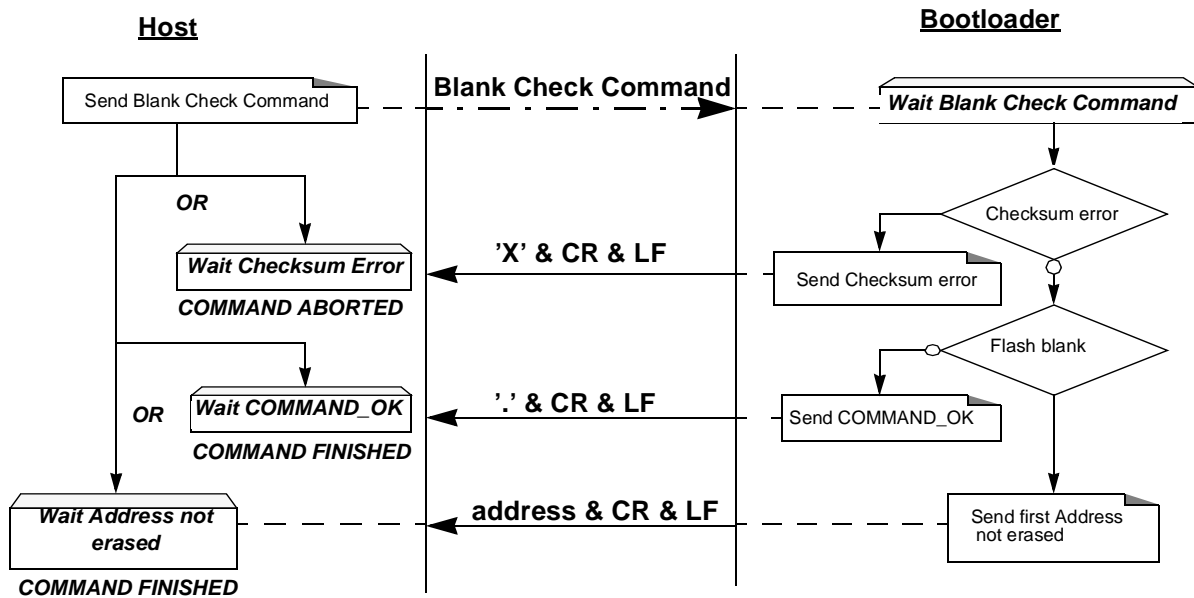 Host
Bootloader
Send Blank Check Command
Blank Check Command
Wait Blank Check Command
OR
Checksum error
Wait Checksum Error
’X’ & CR & LF
Send Checksum error
COMMAND ABORTED
Flash blank
OR
Wait COMMAND_OK
’.’ & CR & LF
Send COMMAND_OK
COMMAND FINISHED
Wait Address not
erased
address & CR & LF
Send first Address
not erased
COMMAND FINISHED